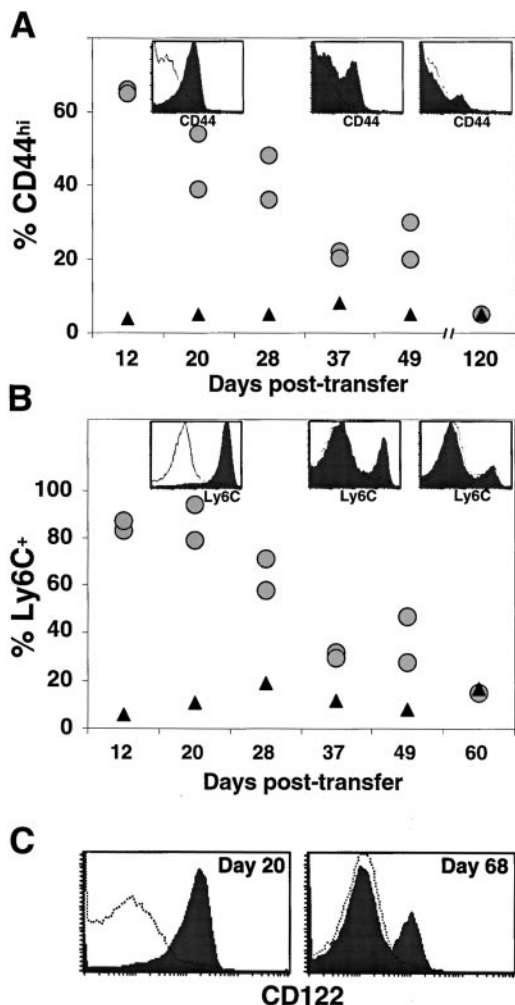 A
% CD44hi
60
40
20
0
CD44
CD44
CD44
12 20 28 37 49 120
Days post-transfer
B
% Ly6C+
100
80
60
40
20
0
Ly6C
Ly6C
Ly6C
12 20 28 37 49 60
Days post-transfer
C
Day 20
Day 68
CD122